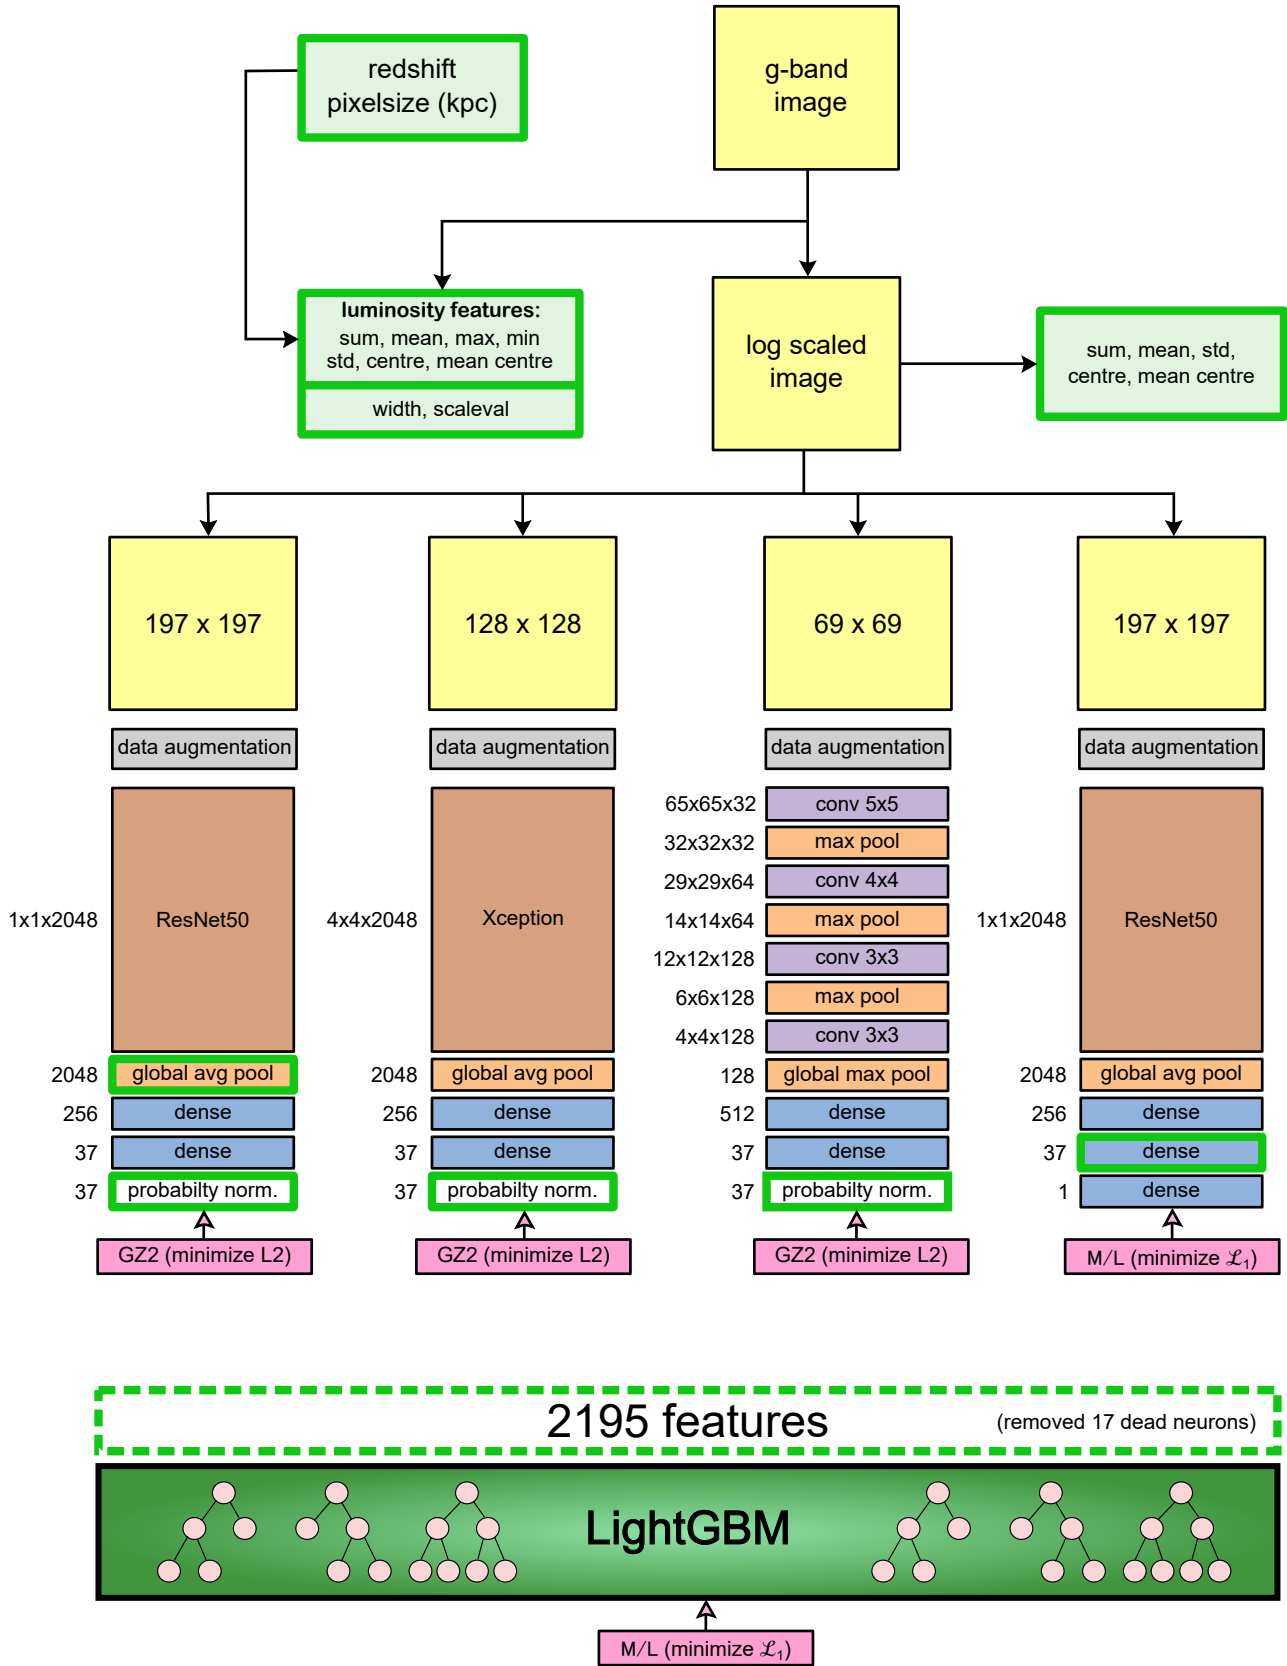 redshift
pixelsize (kpc)
g-band
image
luminosity features:
sum, mean, max, min
std, centre, mean centre
width, scaleval
log scaled
image
sum, mean, std,
centre, mean centre
197 x 197
128 x 128
69 x 69
197 x 197
data augmentation
data augmentation
data augmentation
data augmentation
1x1x2048
ResNet50
4x4x2048
Xception
65x65x32
conv 5x5
32x32x32
max pool
29x29x64
conv 4x4
14x14x64
max pool
12x12x128
conv 3x3
6x6x128
max pool
4x4x128
conv 3x3
1x1x2048
ResNet50
2048 global avg pool
2048 global avg pool
128 global max pool
2048 global avg pool
256 dense
256 dense
512 dense
256 dense
37 dense
37 dense
37 dense
37 dense
37 probabilty norm.
37 probabilty norm.
37 probabilty norm.
1 dense
GZ2 (minimize L2)
GZ2 (minimize L2)
GZ2 (minimize L2)
M/L (minimize ℒ₁)
2195 features
(removed 17 dead neurons)
LightGBM
M/L (minimize ℒ₁)